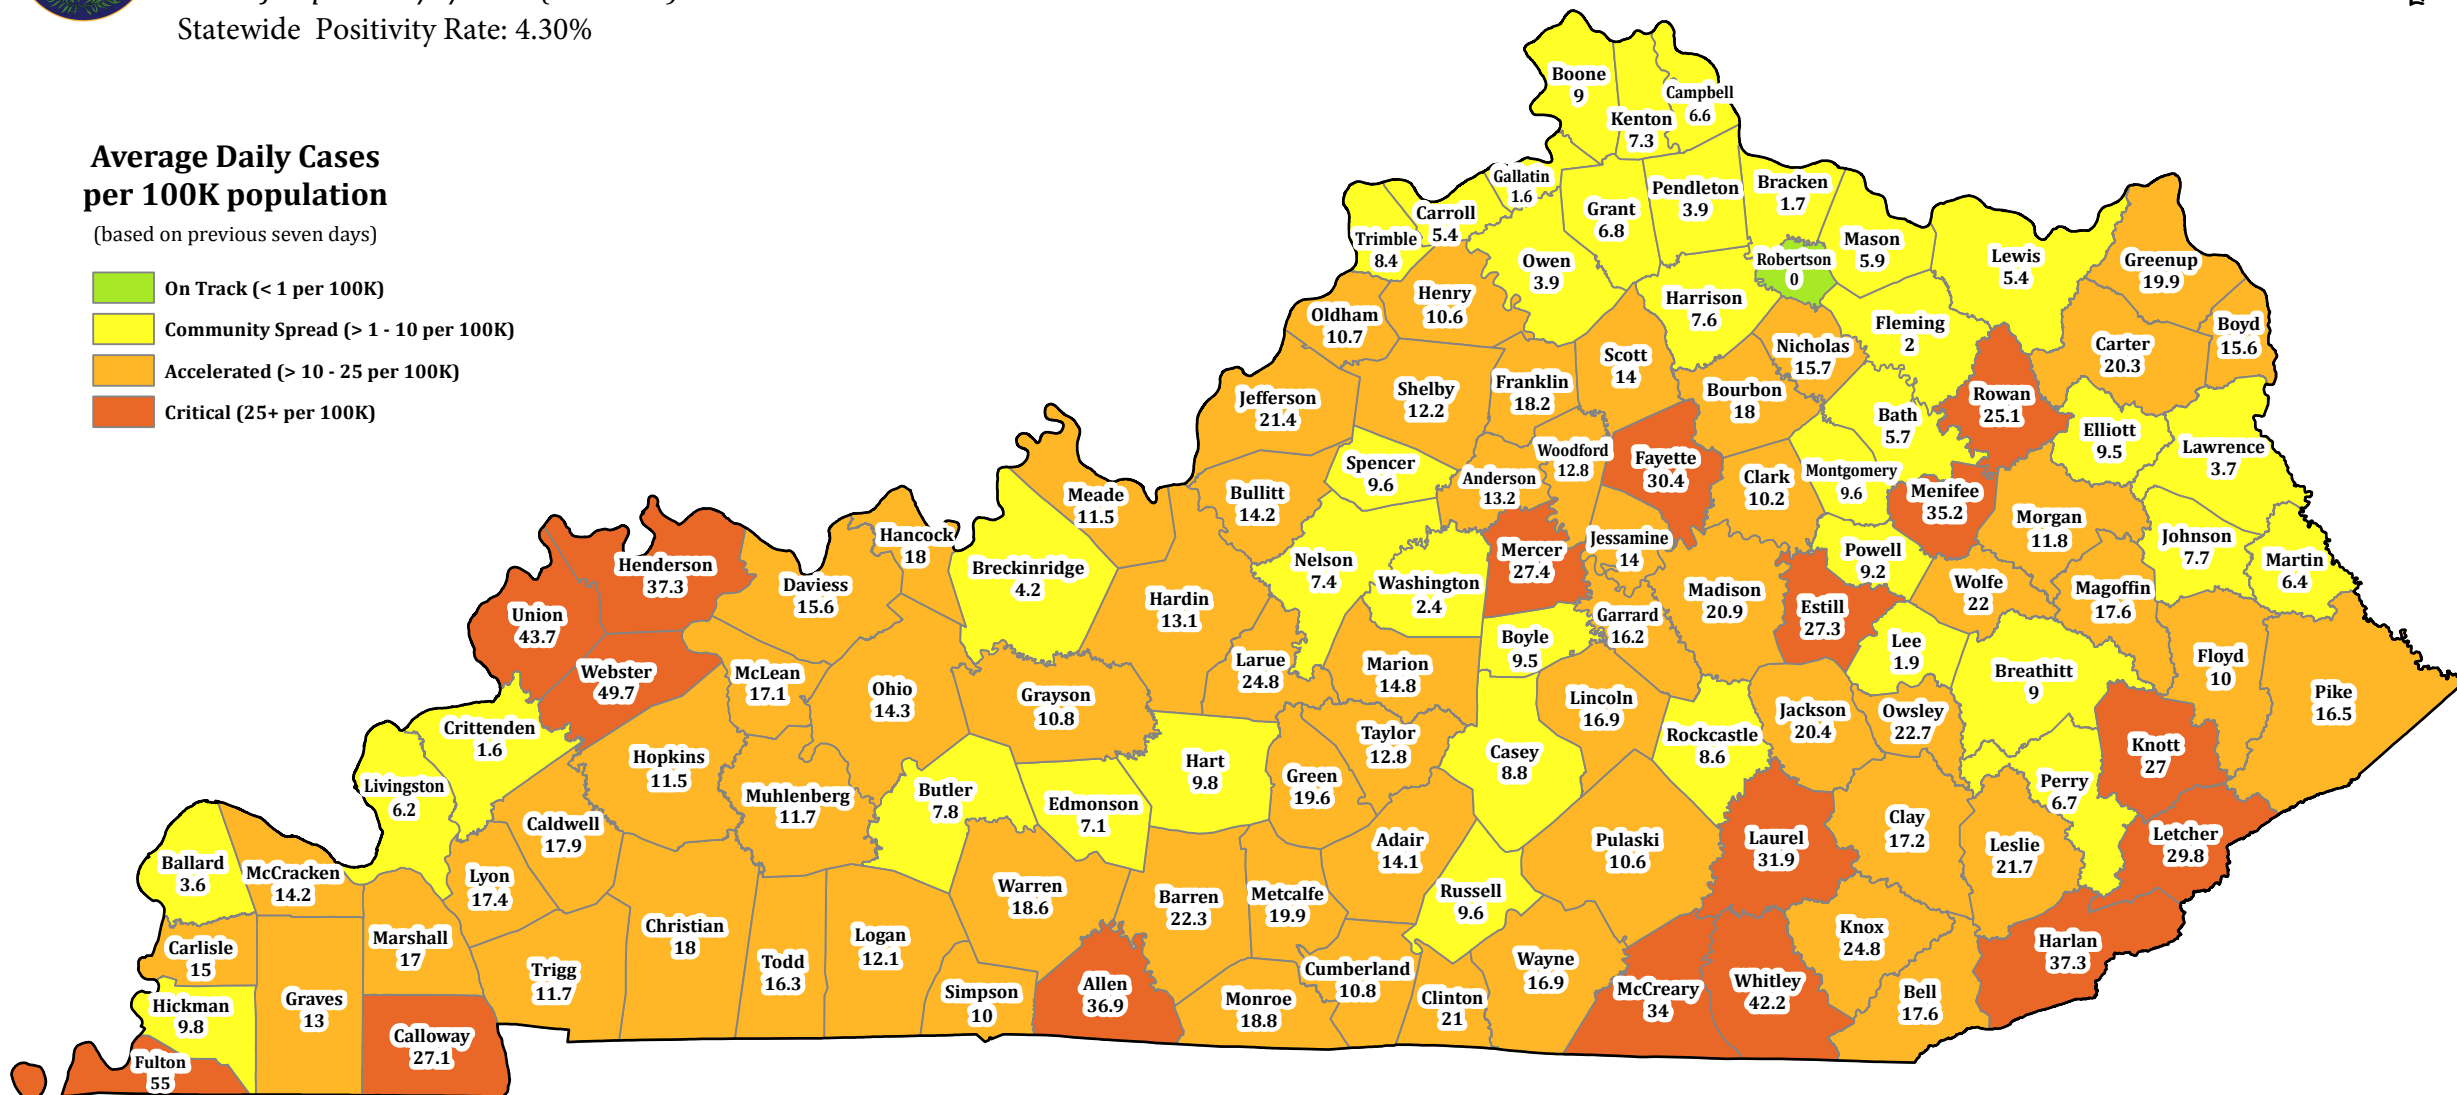 Statewide Positivity Rate: 4.30%
Average Daily Cases
per 100K population
(based on previous seven days)
On Track (< 1 per 100K)
Community Spread (> 1 - 10 per 100K)
Accelerated (> 10 - 25 per 100K)
Critical (25+ per 100K)
Boone
9
Kenton
7.3
Campbell
6.6
Gallatin
1.6
Carroll
5.4
Trimble
8.4
Owen
3.9
Grant
6.8
Pendleton
3.9
Bracken
1.7
Robertson
0
Mason
5.9
Lewis
5.4
Greenup
19.9
Boyd
15.6
Carter
20.3
Fleming
2
Harrison
7.6
Nicholas
15.7
Henry
10.6
Oldham
10.7
Jefferson
21.4
Shelby
12.2
Franklin
18.2
Scott
14
Bourbon
18
Bath
5.7
Rowan
25.1
Elliott
9.5
Lawrence
3.7
Spencer
9.6
Anderson
13.2
Woodford
12.8
Fayette
30.4
Clark
10.2
Montgomery
9.6
Menifee
35.2
Morgan
11.8
Johnson
7.7
Martin
6.4
Meade
11.5
Bullitt
14.2
Nelson
7.4
Washington
2.4
Mercer
27.4
Jessamine
14
Madison
20.9
Estill
27.3
Powell
9.2
Wolfe
22
Magoffin
17.6
Floyd
10
Pike
16.5
Henderson
37.3
Union
43.7
Webster
49.7
Daviess
15.6
Hancock
18
Breckinridge
4.2
Hardin
13.1
Larue
24.8
Marion
14.8
Boyle
9.5
Garrard
16.2
Lee
1.9
Breathitt
9
McLean
17.1
Ohio
14.3
Grayson
10.8
Hart
9.8
Green
19.6
Taylor
12.8
Casey
8.8
Lincoln
16.9
Rockcastle
8.6
Jackson
20.4
Owsley
22.7
Perry
6.7
Knott
27
Letcher
29.8
Crittenden
1.6
Livingston
6.2
Hopkins
11.5
Muhlenberg
11.7
Butler
7.8
Edmonson
7.1
Caldwell
17.9
Lyon
17.4
Ballard
3.6
McCracken
14.2
Carlisle
15
Marshall
17
Graves
13
Hickman
9.8
Fulton
55
Calloway
27.1
Trigg
11.7
Christian
18
Todd
16.3
Logan
12.1
Simpson
10
Warren
18.6
Allen
36.9
Barren
22.3
Metcalfe
19.9
Monroe
18.8
Cumberland
10.8
Adair
14.1
Russell
9.6
Clinton
21
Wayne
16.9
Pulaski
10.6
McCreary
34
Laurel
31.9
Whitley
42.2
Knox
24.8
Clay
17.2
Leslie
21.7
Bell
17.6
Harlan
37.3